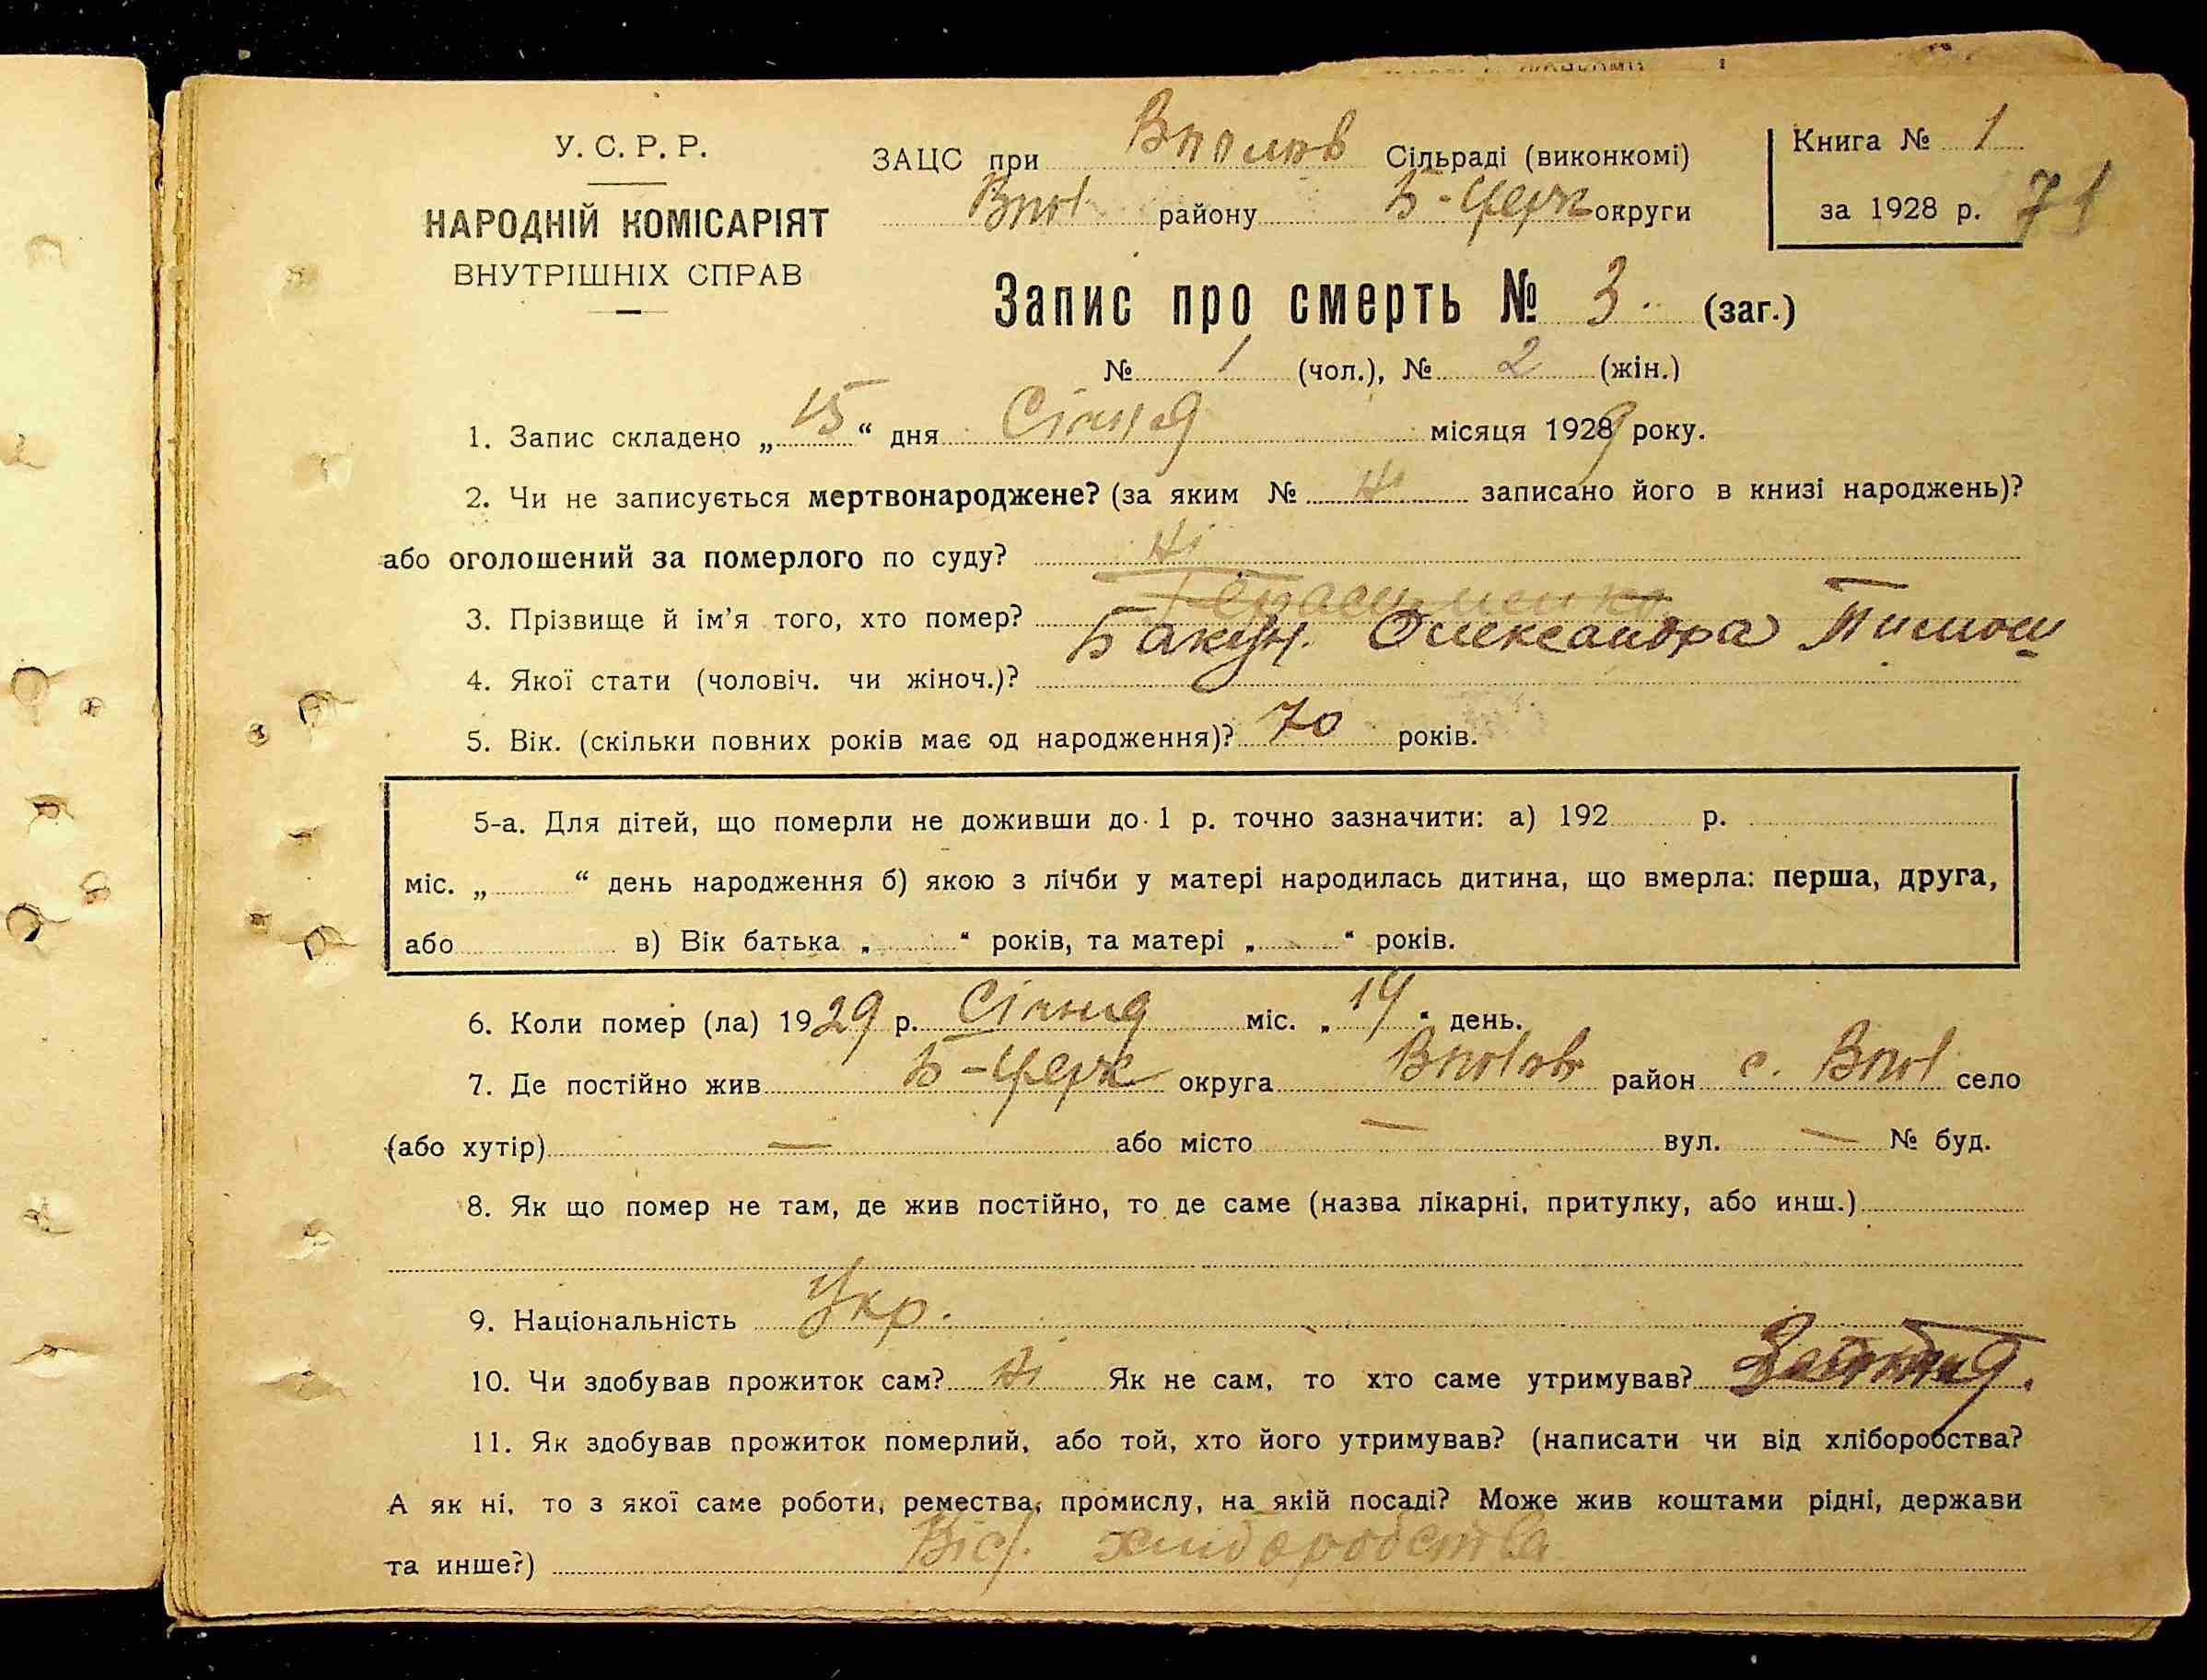 У. С. Р. Р.
НАРОДНІЙ КОМІСАРІЯТ
ВНУТРІШНІХ СПРАВ
ЗАЦС при Сільраді (виконкомі)
району Б-Церк округи
Книга № 1
за 1928 р. 71
Запис про смерть № 3. (заг.)
№ 1 (чол.), № 2 (жін.)
1. Запис складено „ 15 “ дня Січня місяця 1929 року.
2. Чи не записується мертвонароджене? (за яким № Ні записано його в книзі народжень)?
або оголошений за померлого по суду? Ні
Герасименко
3. Прізвище й ім’я того, хто помер? Бакун. Олександра Тимош
4. Якої стати (чоловіч. чи жіноч.)?
5. Вік. (скільки повних років має од народження)? 70 років.
5-а. Для дітей, що померли не доживши до 1 р. точно зазначити: а) 192 р.
міс. „ “ день народження б) якою з лічби у матері народилась дитина, що вмерла: перша, друга,
або в) Вік батька „ “ років, та матері „ “ років.
6. Коли помер (ла) 1929 р. Січня міс. „ 14 “ день.
7. Де постійно жив Б-Церк округа район с. село
(або хутір) — або місто — вул. — № буд.
8. Як що помер не там, де жив постійно, то де саме (назва лікарні, притулку, або инш.)
9. Національність Укр.
10. Чи здобував прожиток сам? Ні Як не сам, то хто саме утримував?
11. Як здобував прожиток померлий, або той, хто його утримував? (написати чи від хліборобства?
А як ні, то з якої саме роботи, ремества, промислу, на якій посаді? Може жив коштами рідні, держави
та инше?) Від. хліборобства